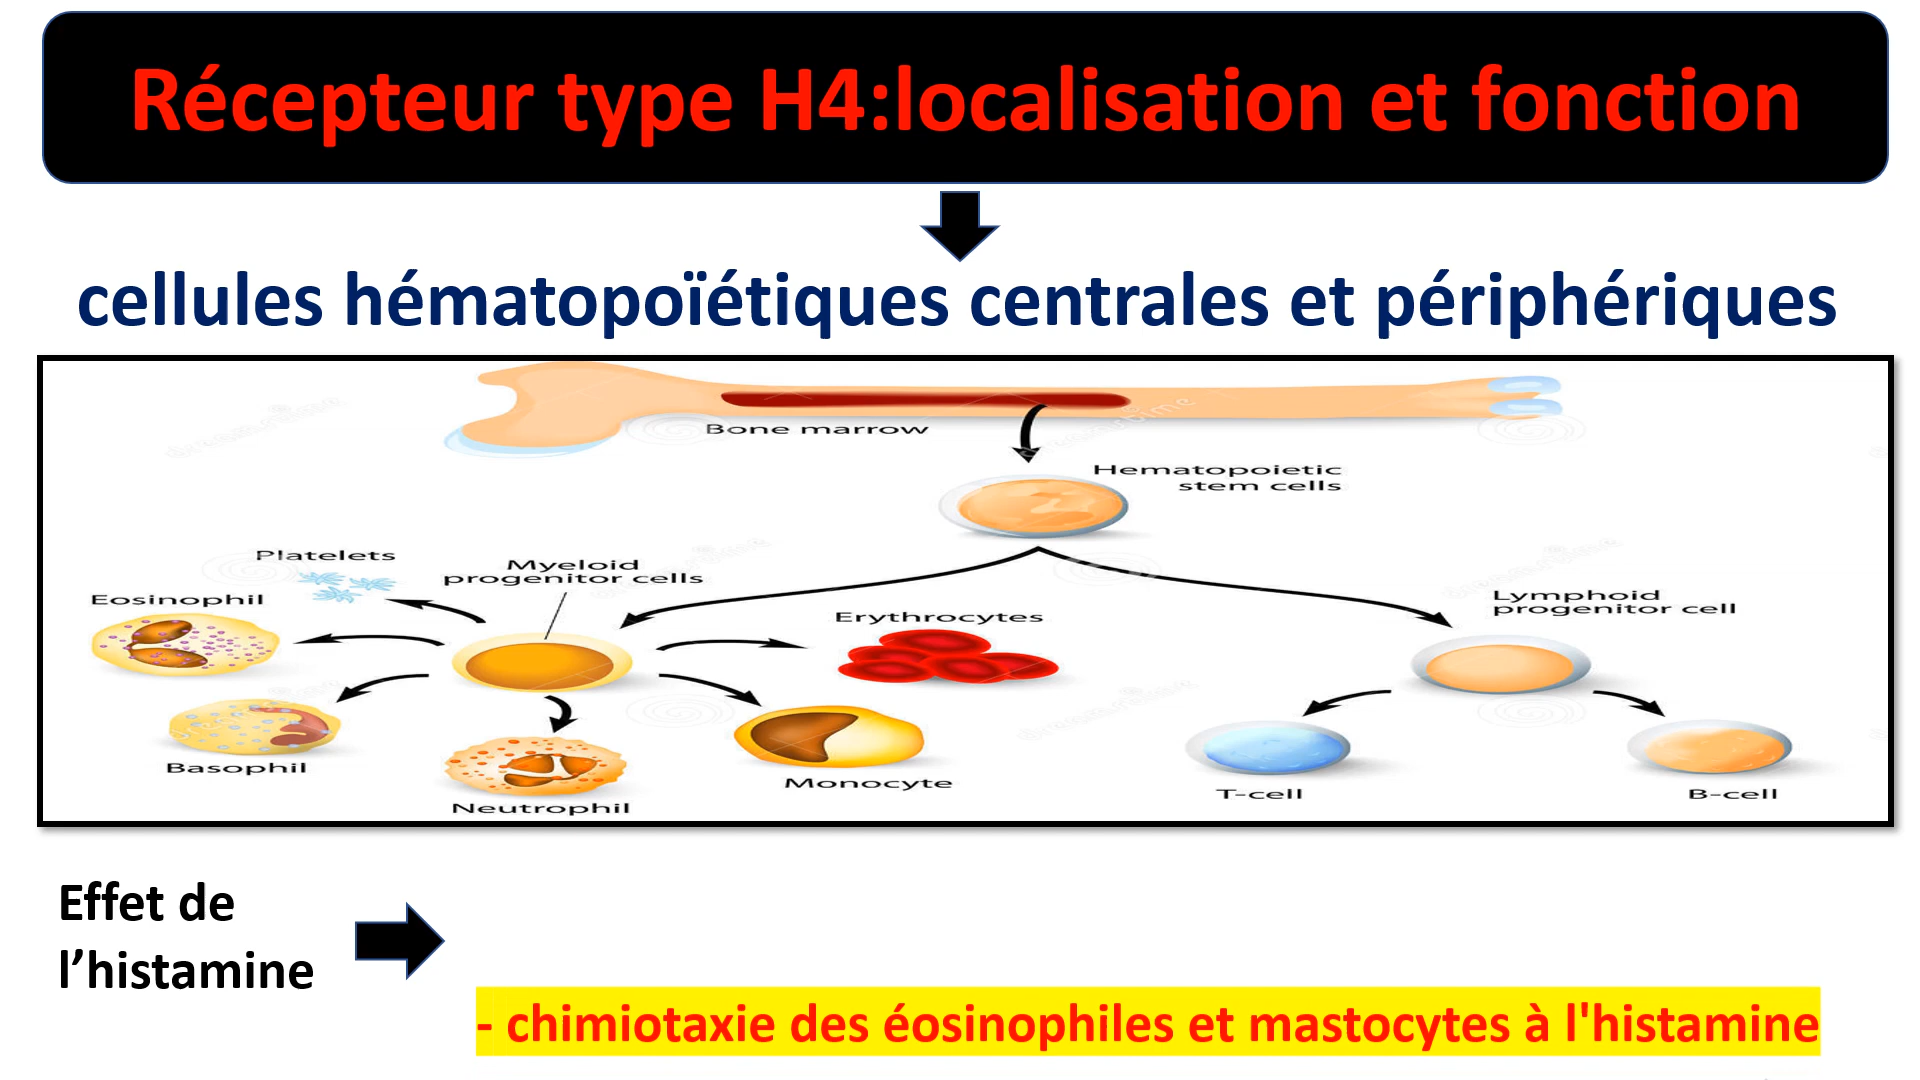 Récepteur type H4:localisation et fonction
cellules hématopoïétiques centrales et périphériques
Bone marrow
Hematopoietic
stem cells
Platelets
Myeloid
progenitor cells
Eosinophil
Erythrocytes
Lymphoid
progenitor cell
Basophil
Neutrophil
Monocyte
T-cell
B-cell
Effet de
l’histamine
- chimiotaxie des éosinophiles et mastocytes à l'histamine